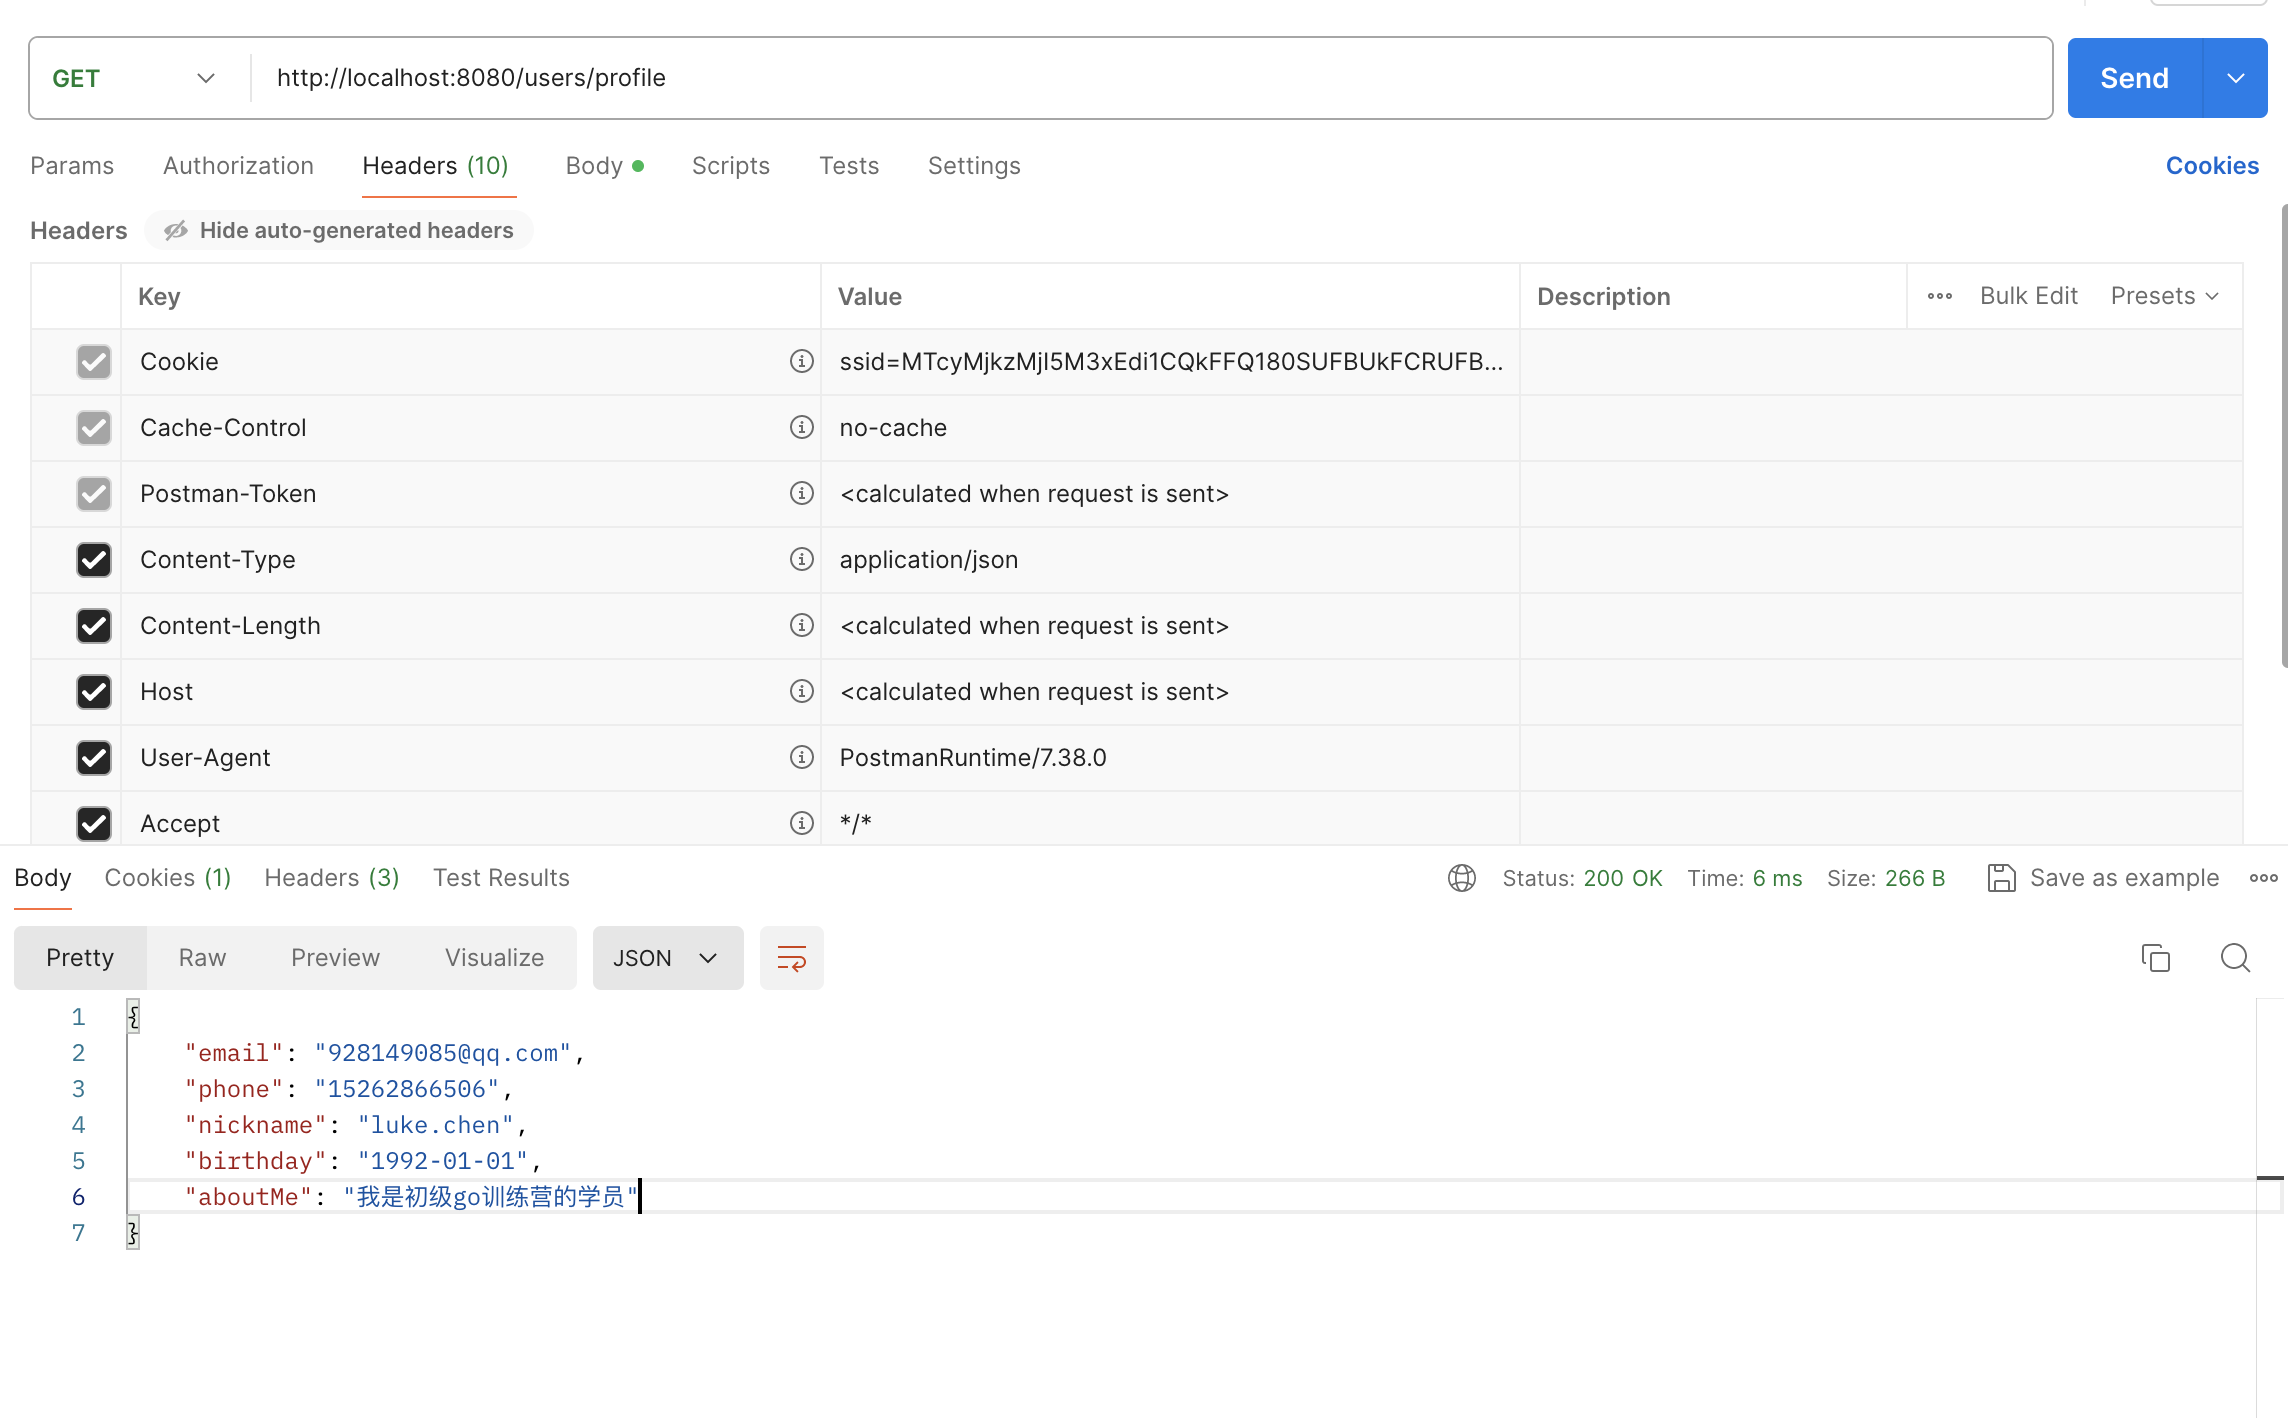 GET http://localhost:8080/users/profile Send
Params Authorization Headers (10) Body Scripts Tests Settings Cookies
Headers Hide auto-generated headers
Key Value Description Bulk Edit Presets
Cookie ssid=MTcyMjkzMjI5M3xEdi1CQkFFQ180SUFBUkFCRUFB...
Cache-Control no-cache
Postman-Token <calculated when request is sent>
Content-Type application/json
Content-Length <calculated when request is sent>
Host <calculated when request is sent>
User-Agent PostmanRuntime/7.38.0
Accept */*
Body Cookies (1) Headers (3) Test Results Status: 200 OK Time: 6 ms Size: 266 B Save as example
Pretty Raw Preview Visualize JSON
1 {
2 "email": "928149085@qq.com",
3 "phone": "15262866506",
4 "nickname": "luke.chen",
5 "birthday": "1992-01-01",
6 "aboutMe": "我是初级go训练营的学员"
7 }